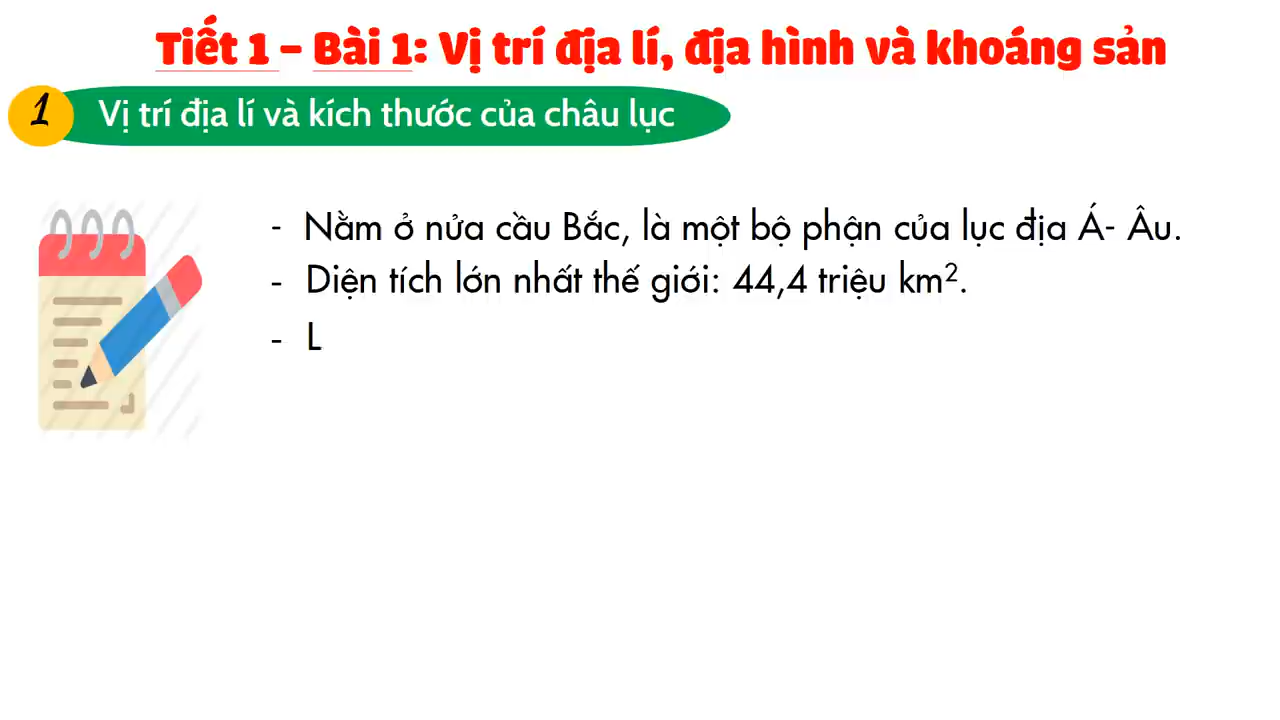 Tiết 1 – Bài 1: Vị trí địa lí, địa hình và khoáng sản
1 Vị trí địa lí và kích thước của châu lục
- Nằm ở nửa cầu Bắc, là một bộ phận của lục địa Á- Âu.
- Diện tích lớn nhất thế giới: 44,4 triệu km².
- L